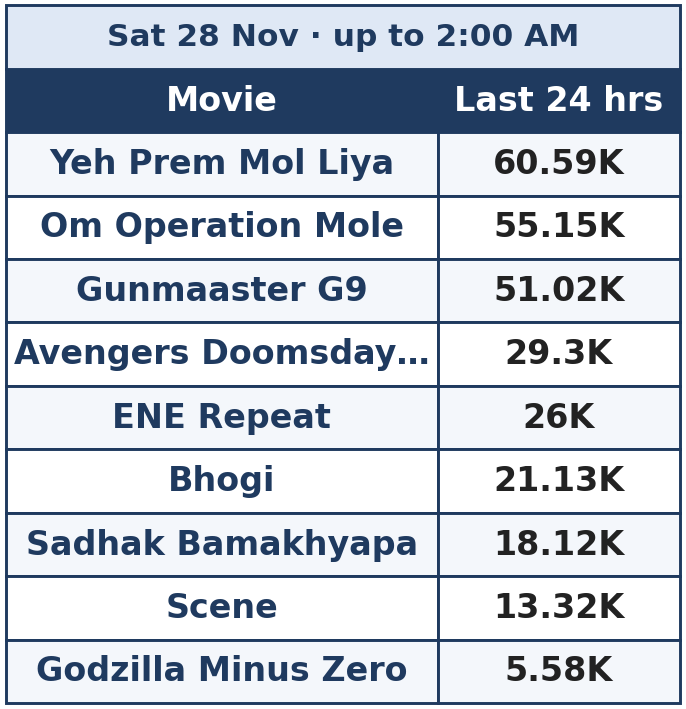 Sat 28 Nov · up to 2:00 AM
Movie Last 24 hrs
Yeh Prem Mol Liya 60.59K
Om Operation Mole 55.15K
Gunmaaster G9 51.02K
Avengers Doomsday... 29.3K
ENE Repeat 26K
Bhogi 21.13K
Sadhak Bamakhyapa 18.12K
Scene 13.32K
Godzilla Minus Zero 5.58K